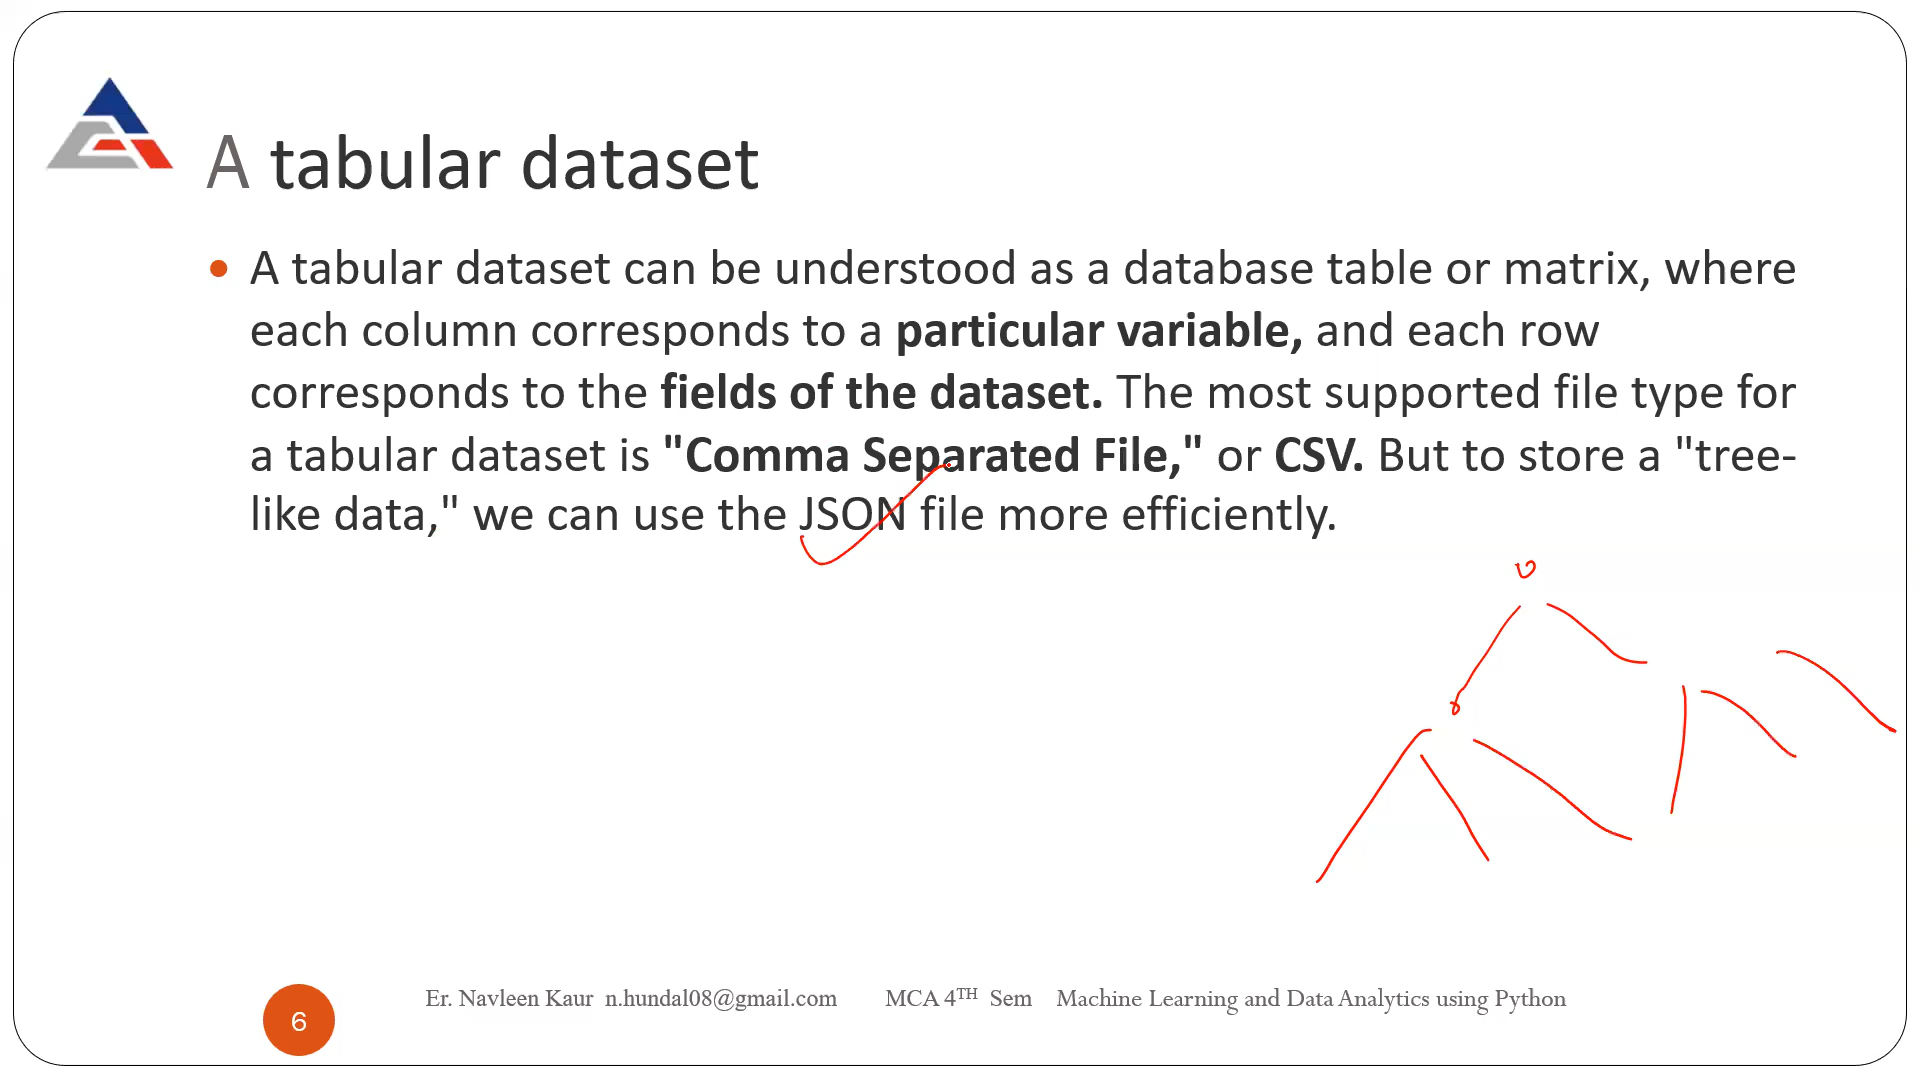 A tabular dataset
• A tabular dataset can be understood as a database table or matrix, where
each column corresponds to a particular variable, and each row
corresponds to the fields of the dataset. The most supported file type for
a tabular dataset is "Comma Separated File," or CSV. But to store a "tree-
like data," we can use the JSON file more efficiently.
6 Er. Navleen Kaur n.hundal08@gmail.com MCA 4TH Sem Machine Learning and Data Analytics using Python